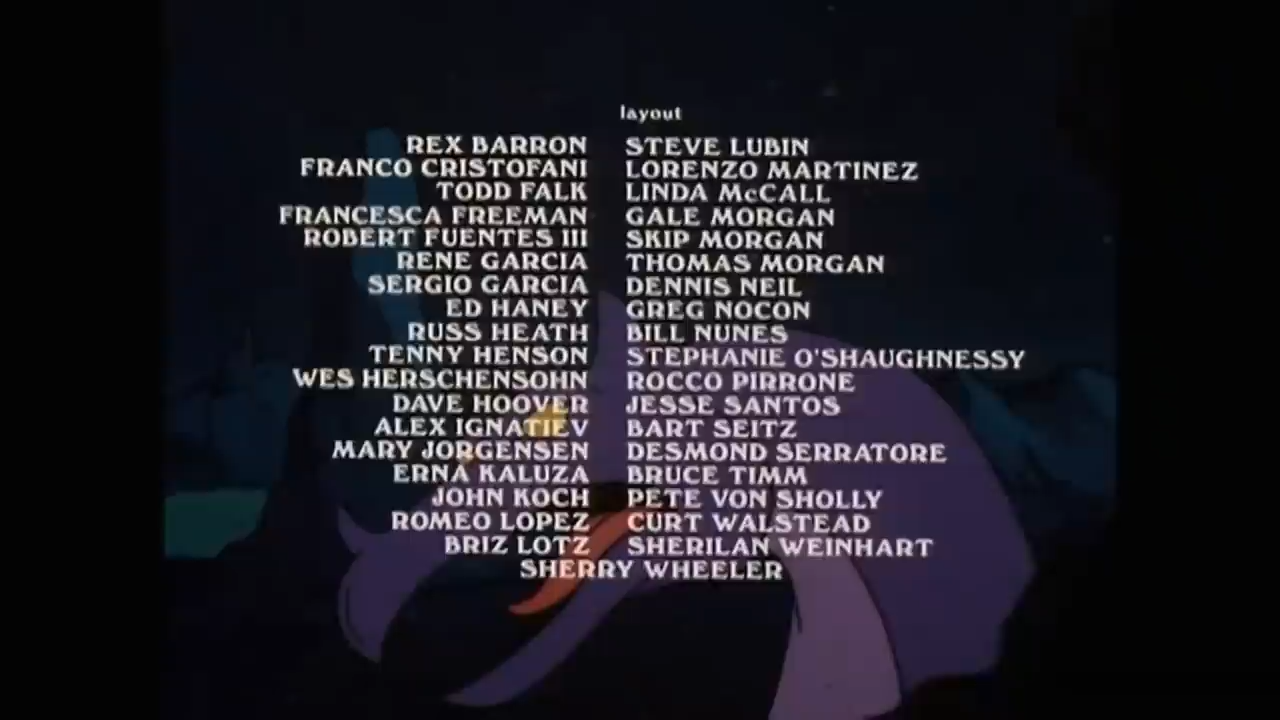 layout
REX BARRON STEVE LUBIN
FRANCO CRISTOFANI LORENZO MARTINEZ
TODD FALK LINDA McCALL
FRANCESCA FREEMAN GALE MORGAN
ROBERT FUENTES III SKIP MORGAN
RENE GARCIA THOMAS MORGAN
SERGIO GARCIA DENNIS NEIL
ED HANEY GREG NOCON
RUSS HEATH BILL NUNES
TENNY HENSON STEPHANIE O'SHAUGHNESSY
WES HERSCHENSOHN ROCCO PIRRONE
DAVE HOOVER JESSE SANTOS
ALEX IGNATIEV BART SEITZ
MARY JORGENSEN DESMOND SERRATORE
ERNA KALUZA BRUCE TIMM
JOHN KOCH PETE VON SHOLLY
ROMEO LOPEZ CURT WALSTEAD
BRIZ LOTZ SHERILAN WEINHART
SHERRY WHEELER